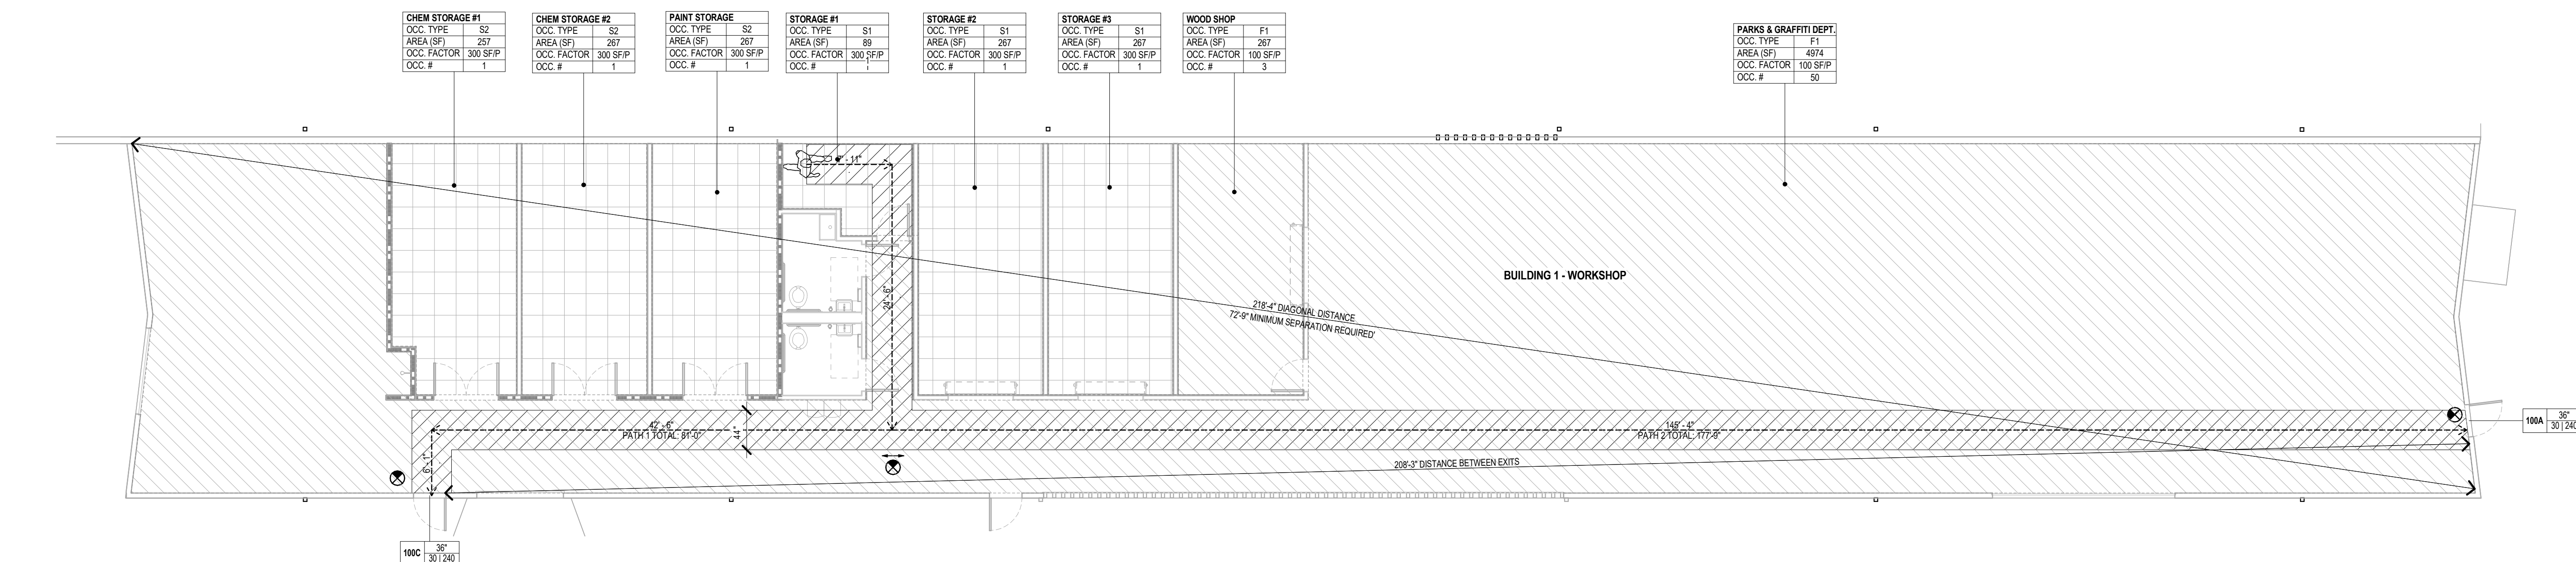 CHEM STORAGE #1
OCC. TYPE S2
AREA (SF) 257
OCC. FACTOR 300 SF/P
OCC. # 1
CHEM STORAGE #2
OCC. TYPE S2
AREA (SF) 267
OCC. FACTOR 300 SF/P
OCC. # 1
PAINT STORAGE
OCC. TYPE S2
AREA (SF) 267
OCC. FACTOR 300 SF/P
OCC. # 1
STORAGE #1
OCC. TYPE S1
AREA (SF) 89
OCC. FACTOR 300 SF/P
OCC. # 1
STORAGE #2
OCC. TYPE S1
AREA (SF) 267
OCC. FACTOR 300 SF/P
OCC. # 1
STORAGE #3
OCC. TYPE S1
AREA (SF) 267
OCC. FACTOR 300 SF/P
OCC. # 1
WOOD SHOP
OCC. TYPE F1
AREA (SF) 267
OCC. FACTOR 100 SF/P
OCC. # 3
PARKS & GRAFFITI DEPT.
OCC. TYPE F1
AREA (SF) 4974
OCC. FACTOR 100 SF/P
OCC. # 50
- 11"
24' - 6"
BUILDING 1 - WORKSHOP
218'-4" DIAGONAL DISTANCE
72'-9" MINIMUM SEPARATION REQUIRED'
42' - 6"
PATH 1 TOTAL: 81'-0"
44"
145' - 4"
PATH 2 TOTAL: 177'-9"
6' - 1"
208'-3" DISTANCE BETWEEN EXITS
100A 36"
30 | 240
100C 36"
30 | 240